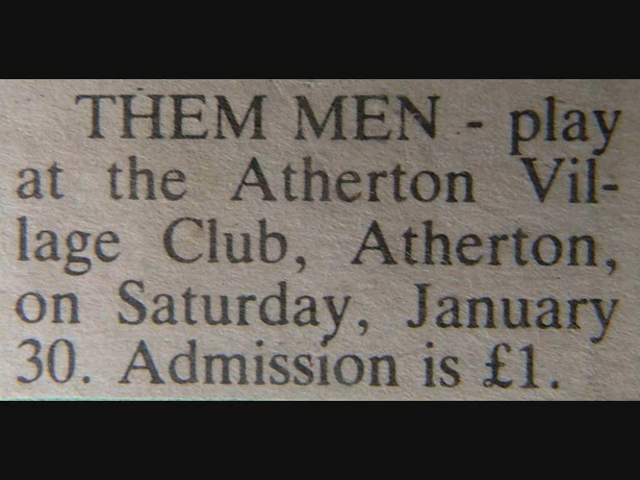 THEM MEN - play
at the Atherton Vil-
lage Club, Atherton,
on Saturday, January
30. Admission is £1.